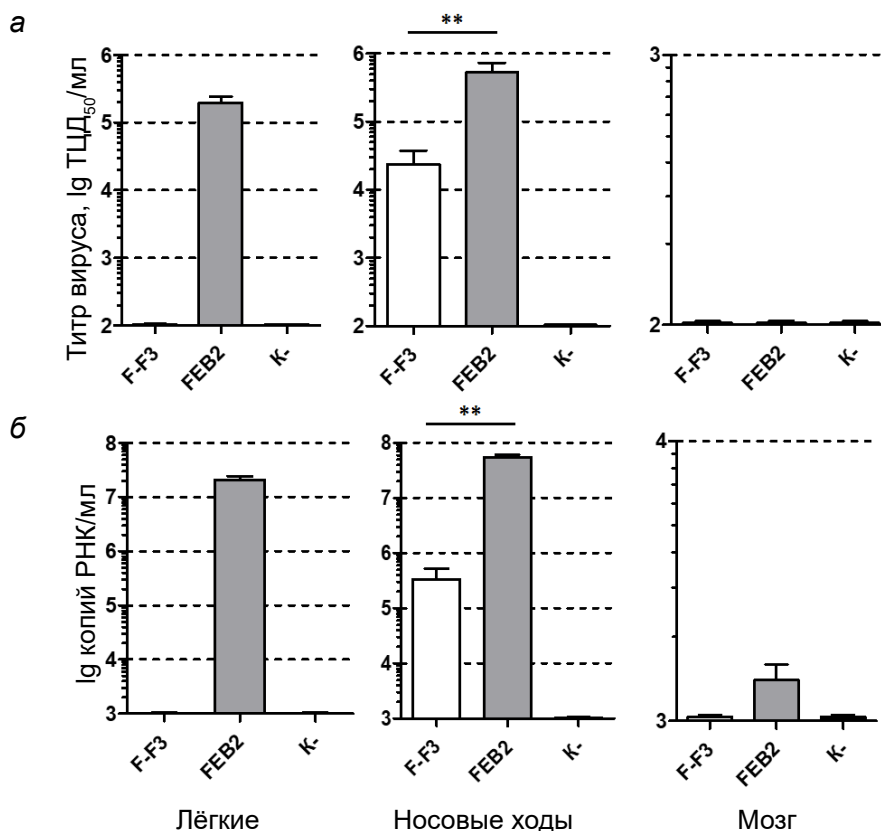 а
**
Титр вируса, lg ТЦД50/мл
6
5
4
3
2
F-F3
FEB2
К-
6
5
4
3
2
F-F3
FEB2
К-
3
2
F-F3
FEB2
К-
б
**
lg копий РНК/мл
8
7
6
5
4
3
F-F3
FEB2
К-
8
7
6
5
4
3
F-F3
FEB2
К-
4
3
F-F3
FEB2
К-
Лёгкие
Носовые ходы
Мозг